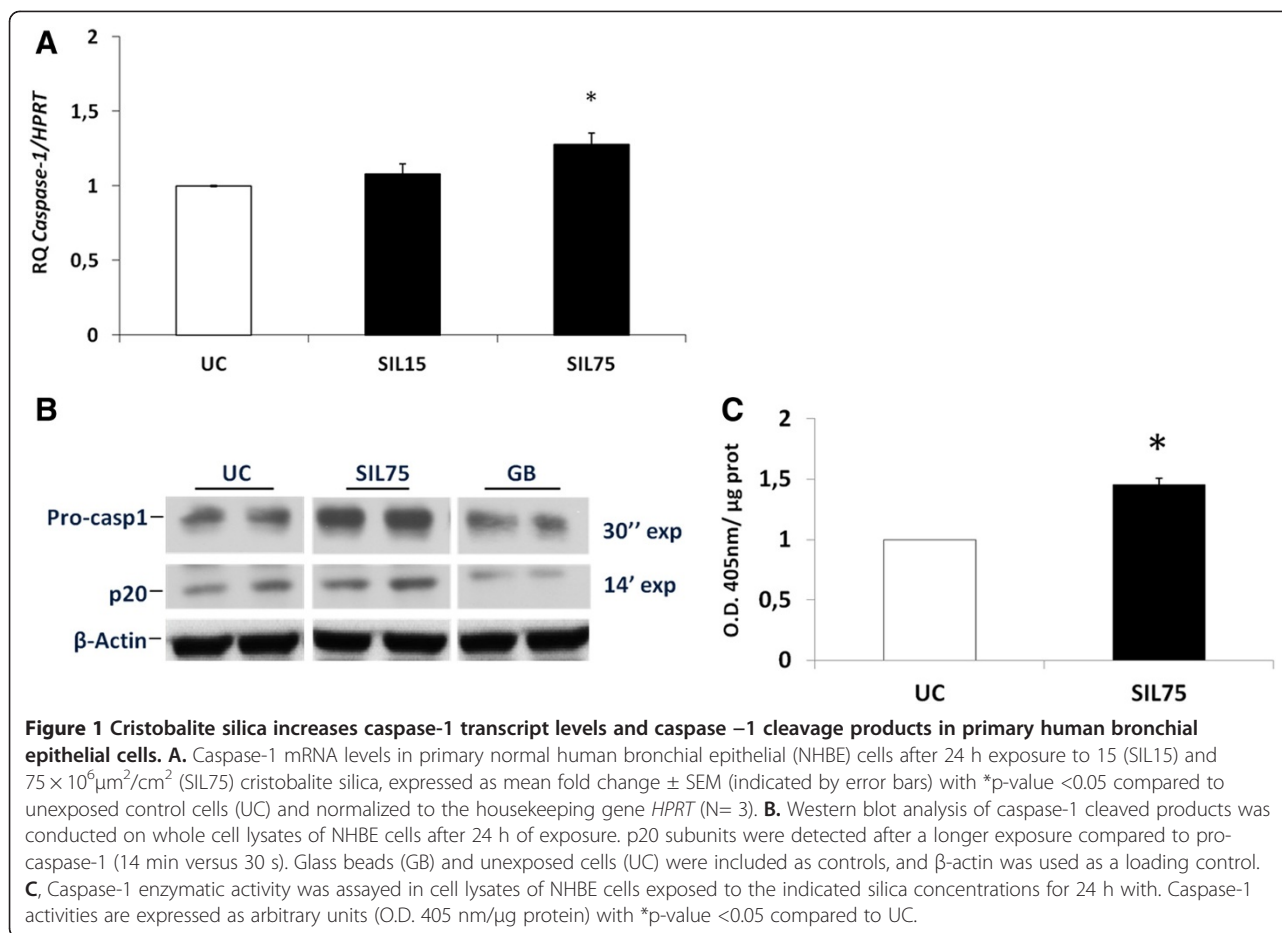 A
2
1,5
1
0,5
0
RQ Caspase-1/HPRT
*
UC SIL15 SIL75
B
UC SIL75 GB
Pro-casp1
30’’ exp
p20
14’ exp
β-Actin
C
2
1,5
1
0,5
0
O.D. 405nm/ µg prot
*
UC SIL75
Figure 1 Cristobalite silica increases caspase-1 transcript levels and caspase −1 cleavage products in primary human bronchial
epithelial cells. A. Caspase-1 mRNA levels in primary normal human bronchial epithelial (NHBE) cells after 24 h exposure to 15 (SIL15) and
75 × 10⁶µm²/cm² (SIL75) cristobalite silica, expressed as mean fold change ± SEM (indicated by error bars) with *p-value <0.05 compared to
unexposed control cells (UC) and normalized to the housekeeping gene HPRT (N= 3). B. Western blot analysis of caspase-1 cleaved products was
conducted on whole cell lysates of NHBE cells after 24 h of exposure. p20 subunits were detected after a longer exposure compared to pro-
caspase-1 (14 min versus 30 s). Glass beads (GB) and unexposed cells (UC) were included as controls, and β-actin was used as a loading control.
C, Caspase-1 enzymatic activity was assayed in cell lysates of NHBE cells exposed to the indicated silica concentrations for 24 h with. Caspase-1
activities are expressed as arbitrary units (O.D. 405 nm/µg protein) with *p-value <0.05 compared to UC.